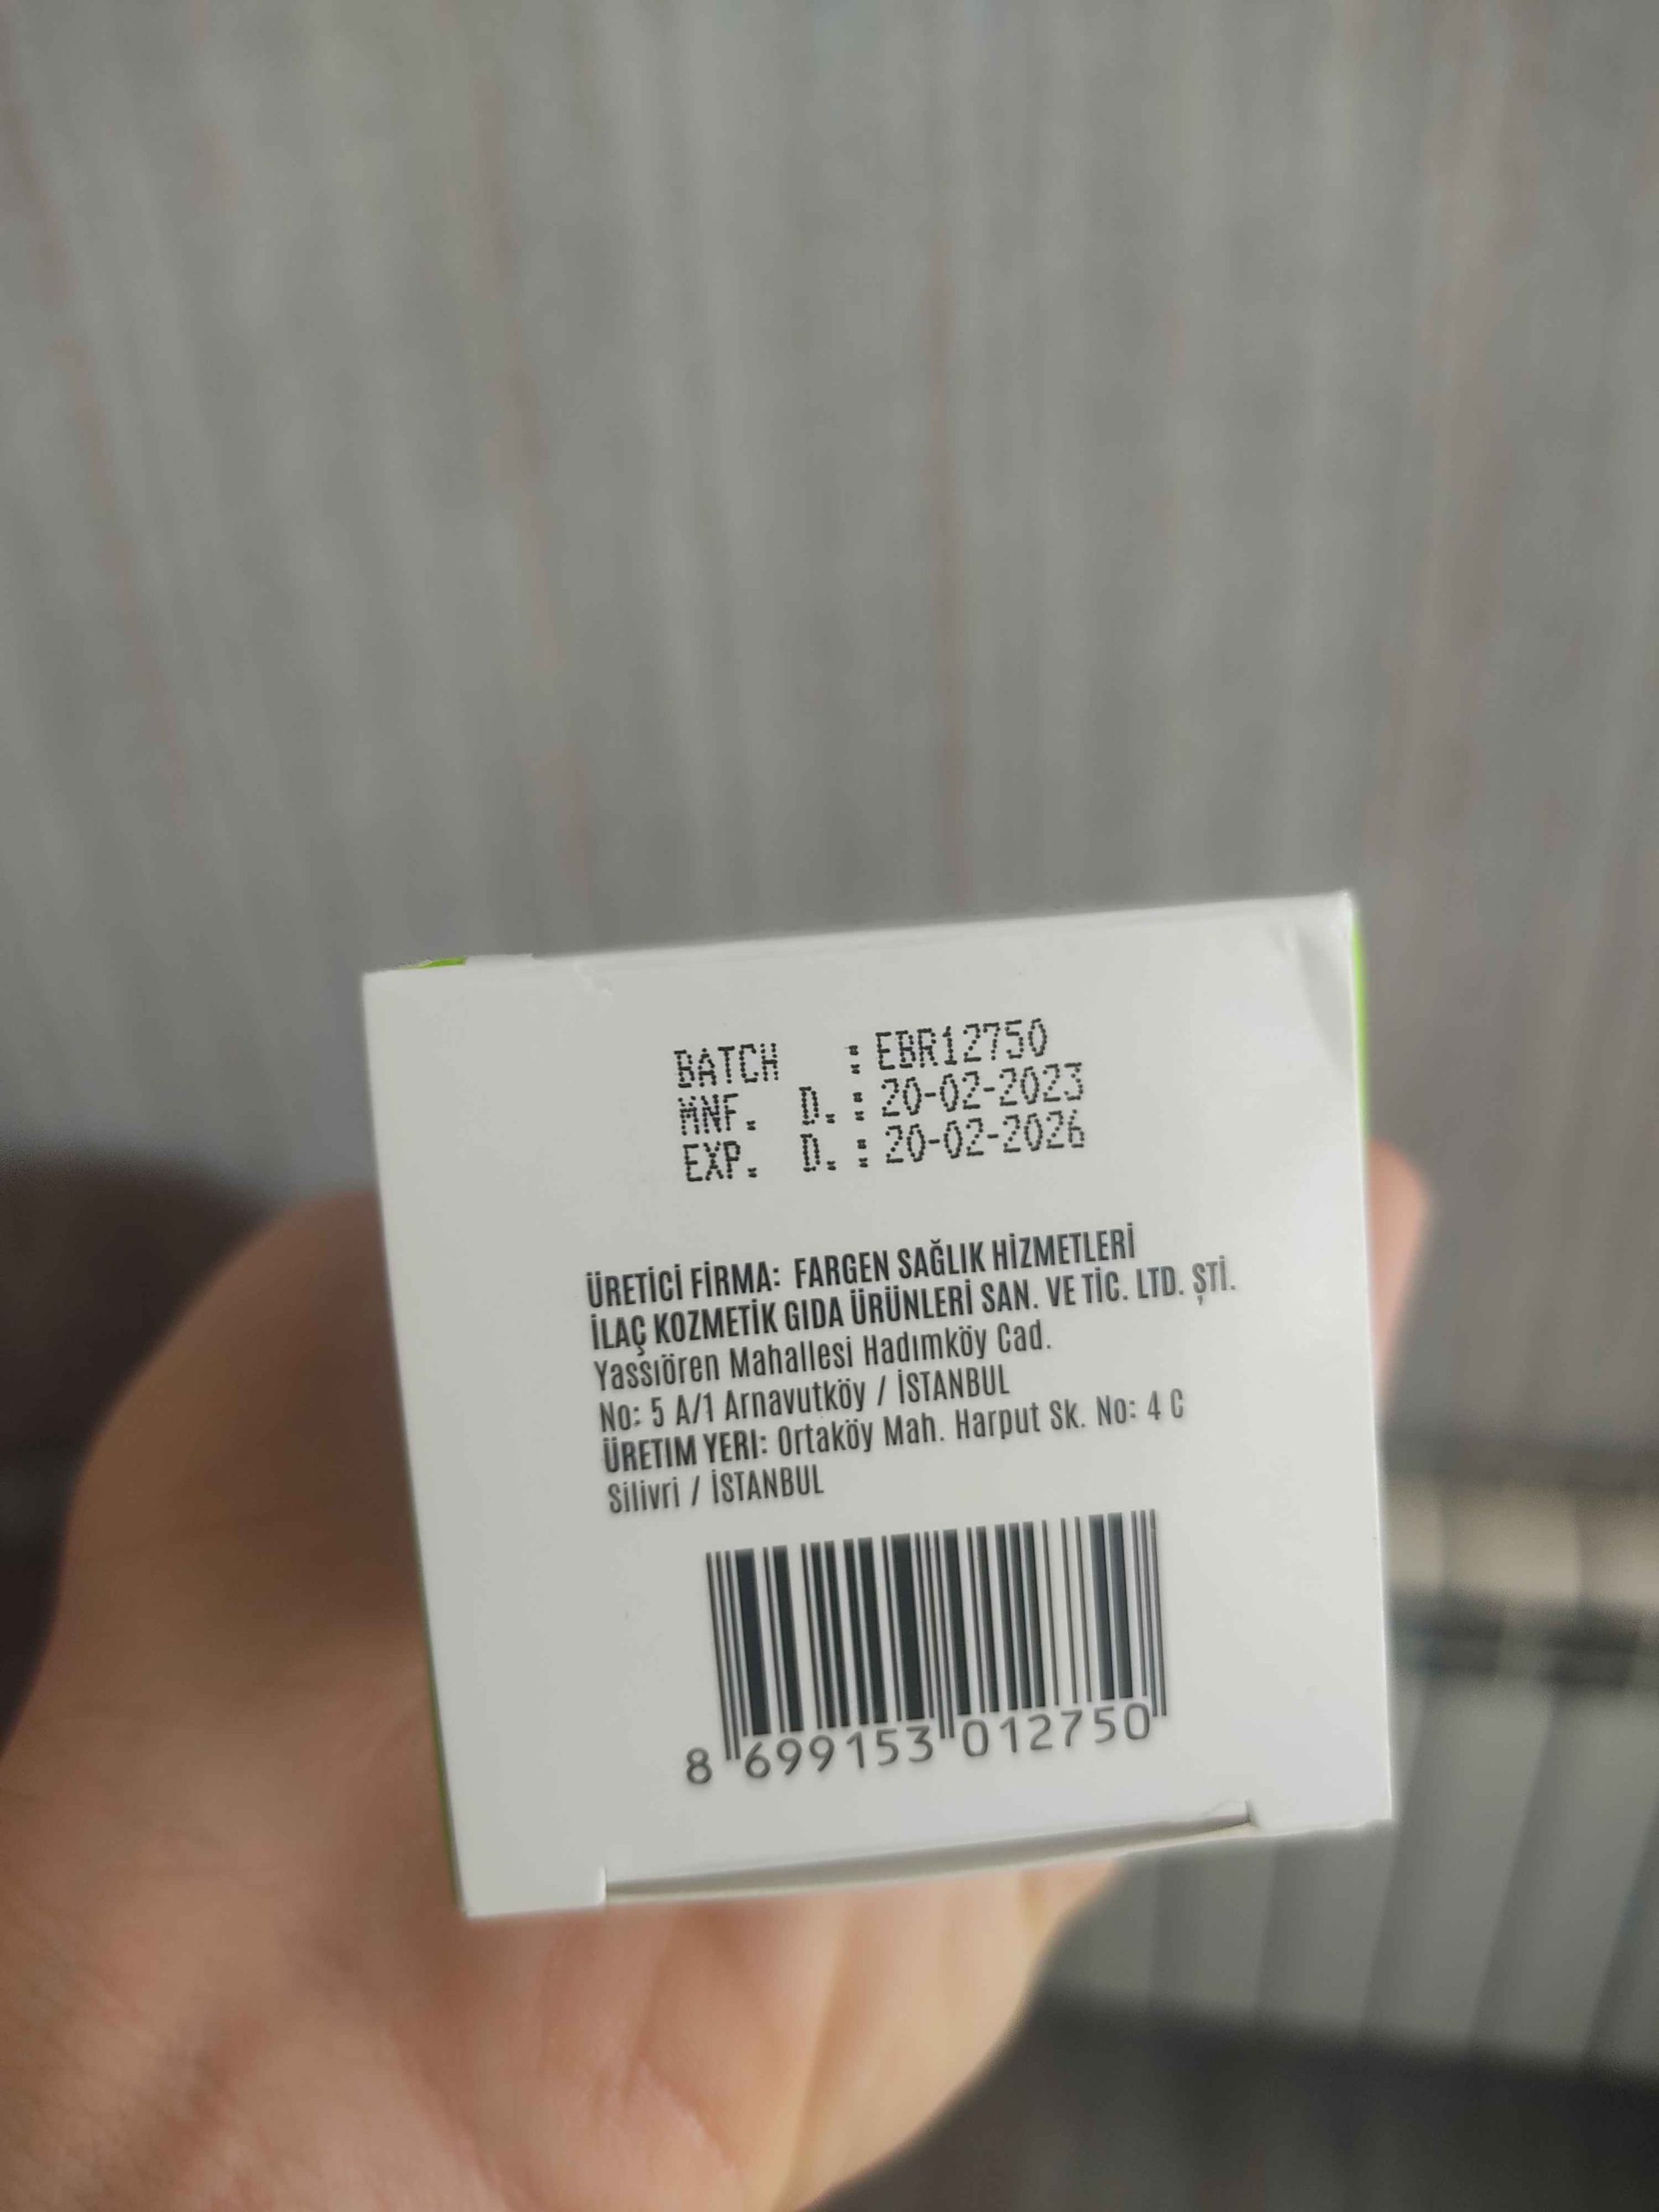 BATCH : EBR12750
MNF. D. : 20-02-2023
EXP. D. : 20-02-2026
ÜRETİCİ FİRMA: FARGEN SAĞLIK HİZMETLERİ
İLAÇ KOZMETİK GIDA ÜRÜNLERİ SAN. VE TİC. LTD. ŞTİ.
Yassıören Mahallesi Hadımköy Cad.
No: 5 A/1 Arnavutköy / İSTANBUL
ÜRETIM YERI: Ortaköy Mah. Harput Sk. No: 4 C
Silivri / İSTANBUL
8 699153 012750